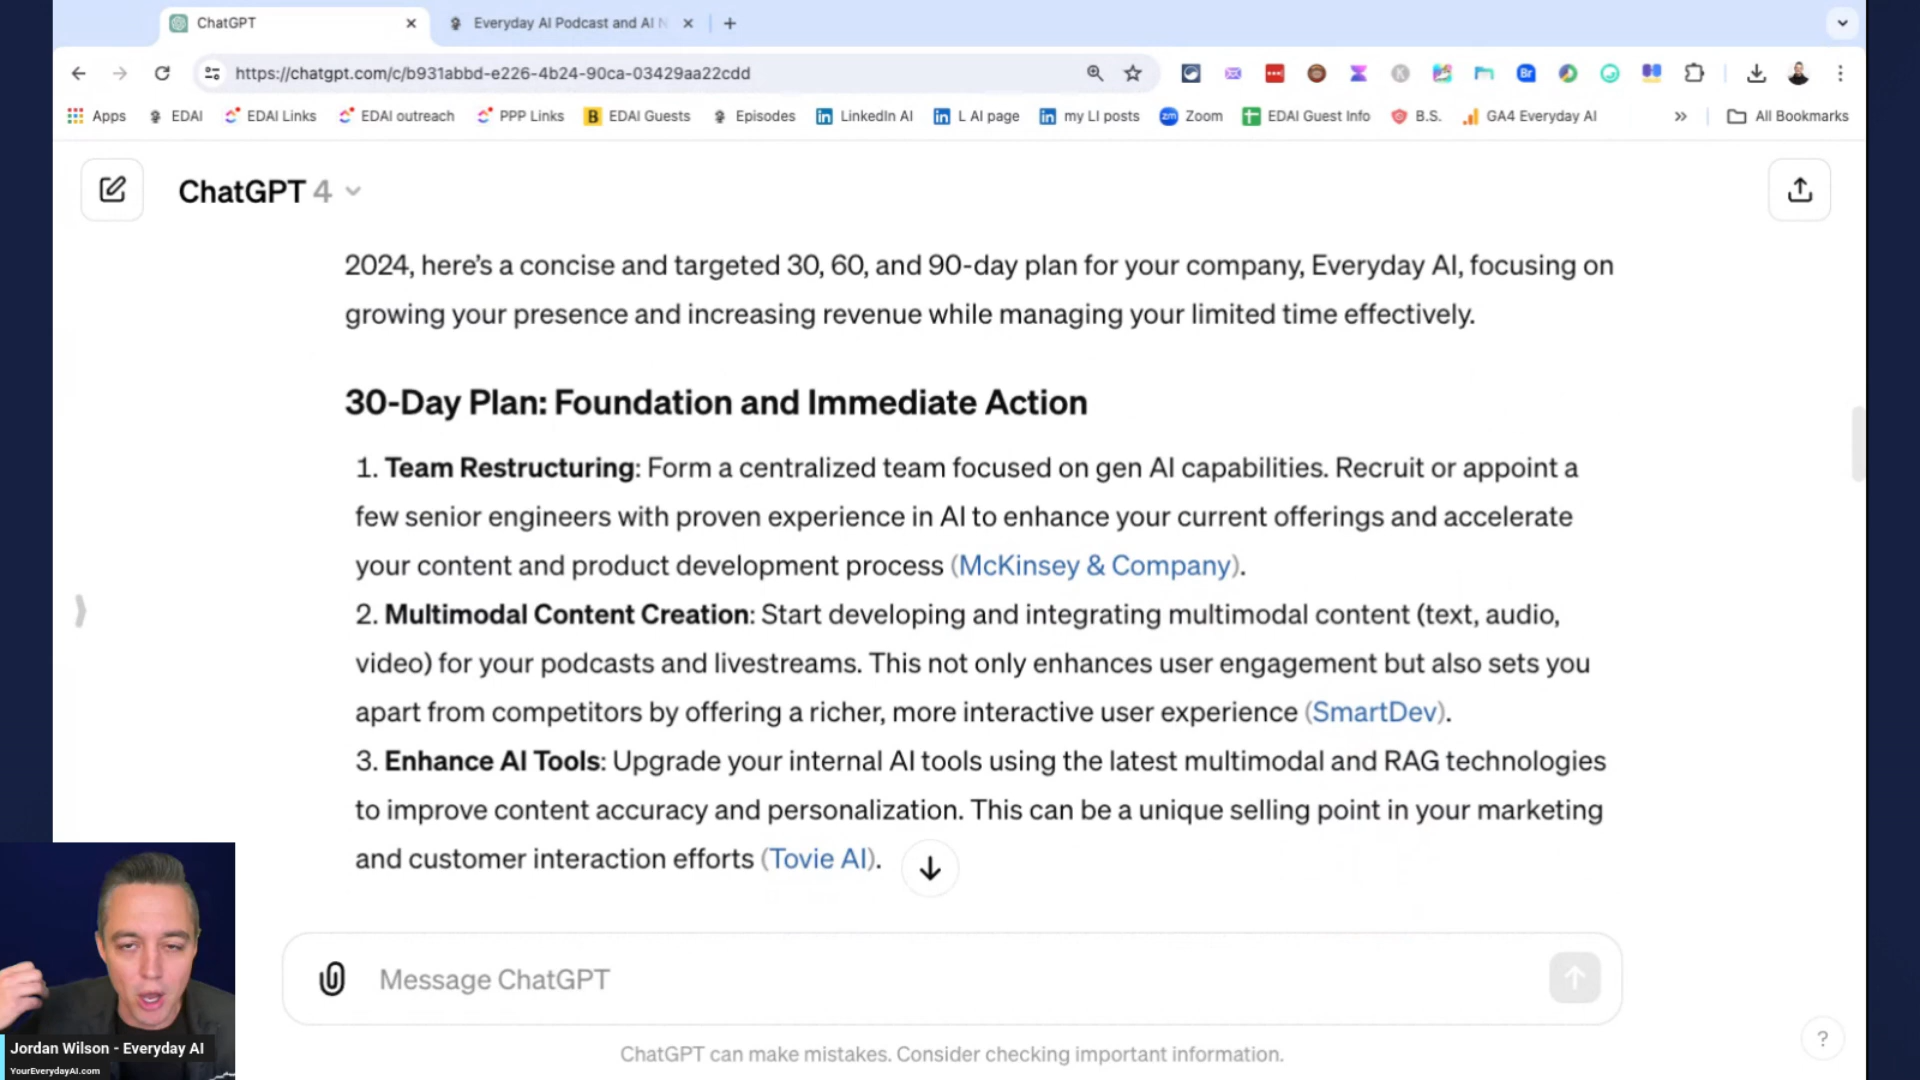 ChatGPT
Everyday AI Podcast and AI N
https://chatgpt.com/c/b931abbd-e226-4b24-90ca-03429aa22cdd
Br
Apps
EDAI
EDAI Links
EDAI outreach
PPP Links
B EDAI Guests
Episodes
in LinkedIn AI
in L AI page
in my LI posts
zm Zoom
EDAI Guest Info
B.S.
GA4 Everyday AI
All Bookmarks
ChatGPT 4
2024, here’s a concise and targeted 30, 60, and 90-day plan for your company, Everyday AI, focusing on
growing your presence and increasing revenue while managing your limited time effectively.
30-Day Plan: Foundation and Immediate Action
1. Team Restructuring: Form a centralized team focused on gen AI capabilities. Recruit or appoint a
few senior engineers with proven experience in AI to enhance your current offerings and accelerate
your content and product development process (McKinsey & Company).
2. Multimodal Content Creation: Start developing and integrating multimodal content (text, audio,
video) for your podcasts and livestreams. This not only enhances user engagement but also sets you
apart from competitors by offering a richer, more interactive user experience (SmartDev).
3. Enhance AI Tools: Upgrade your internal AI tools using the latest multimodal and RAG technologies
to improve content accuracy and personalization. This can be a unique selling point in your marketing
and customer interaction efforts (Tovie AI).
Message ChatGPT
ChatGPT can make mistakes. Consider checking important information.
?
Jordan Wilson - Everyday AI
YourEverydayAI.com